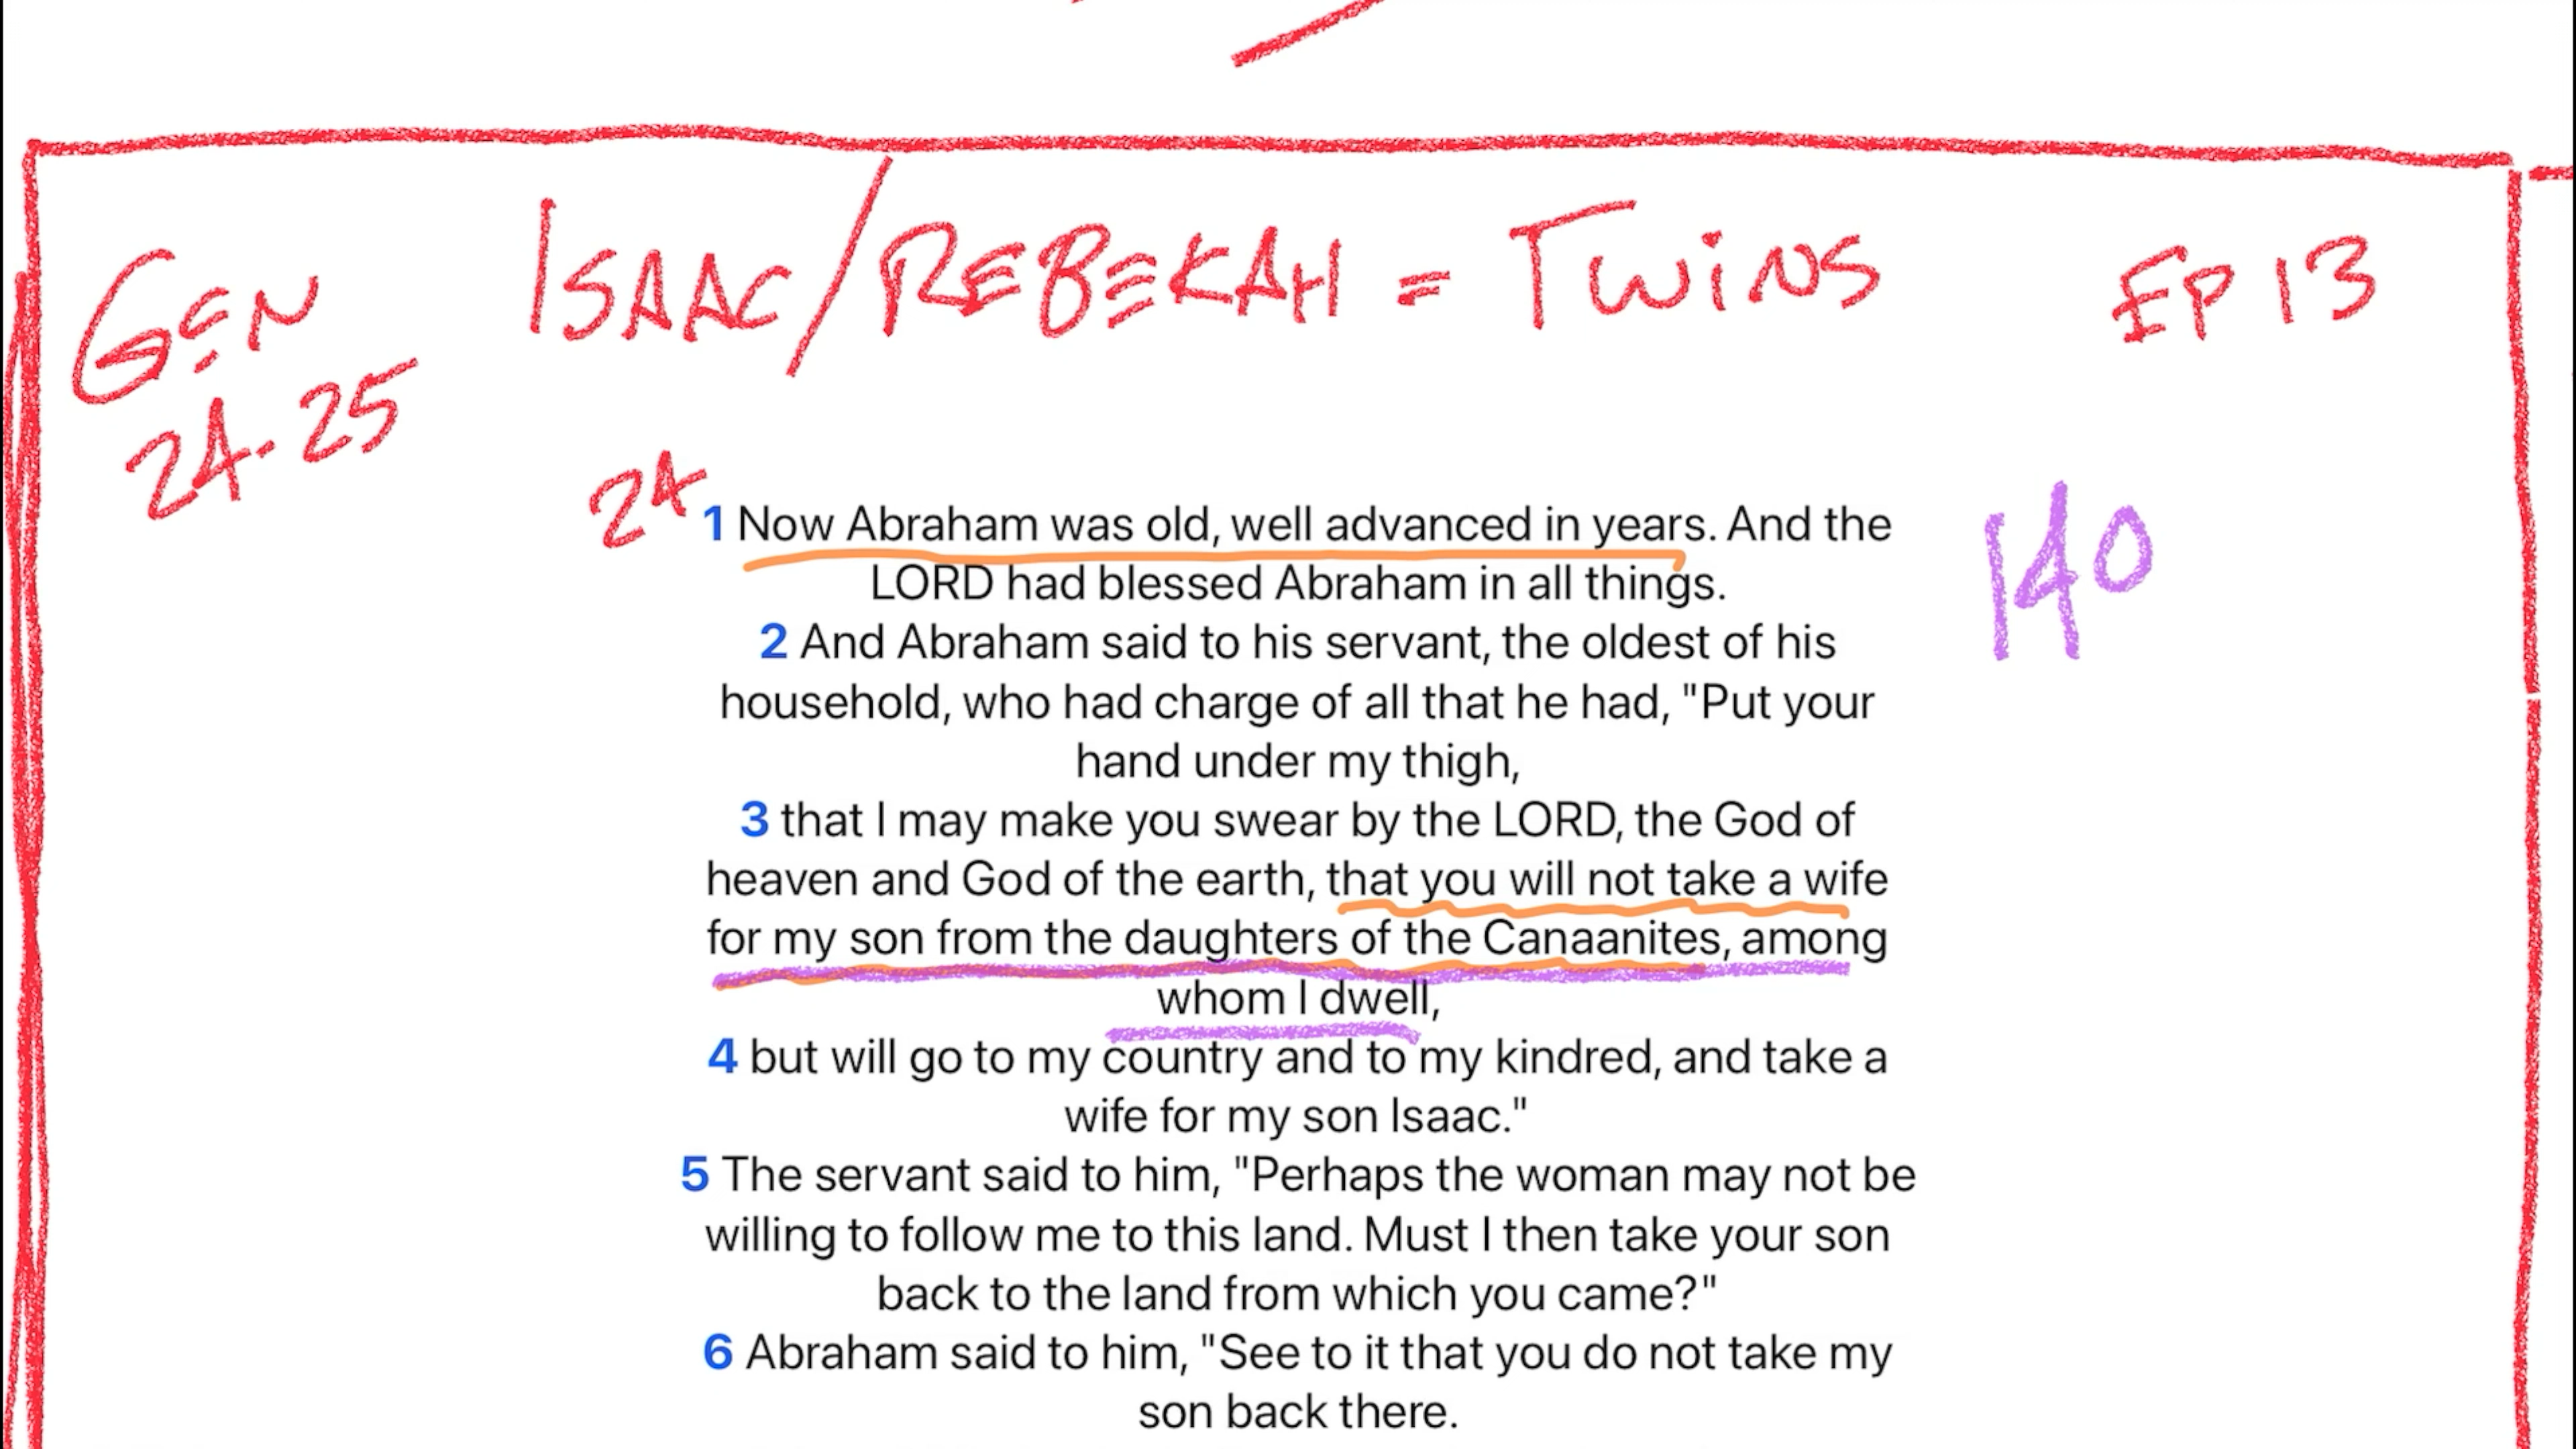 GEN ISAAC/REBEKAH = TWINS EP 13
24-25
24
1 Now Abraham was old, well advanced in years. And the 140
LORD had blessed Abraham in all things.
2 And Abraham said to his servant, the oldest of his
household, who had charge of all that he had, "Put your
hand under my thigh,
3 that I may make you swear by the LORD, the God of
heaven and God of the earth, that you will not take a wife
for my son from the daughters of the Canaanites, among
whom I dwell,
4 but will go to my country and to my kindred, and take a
wife for my son Isaac."
5 The servant said to him, "Perhaps the woman may not be
willing to follow me to this land. Must I then take your son
back to the land from which you came?"
6 Abraham said to him, "See to it that you do not take my
son back there.